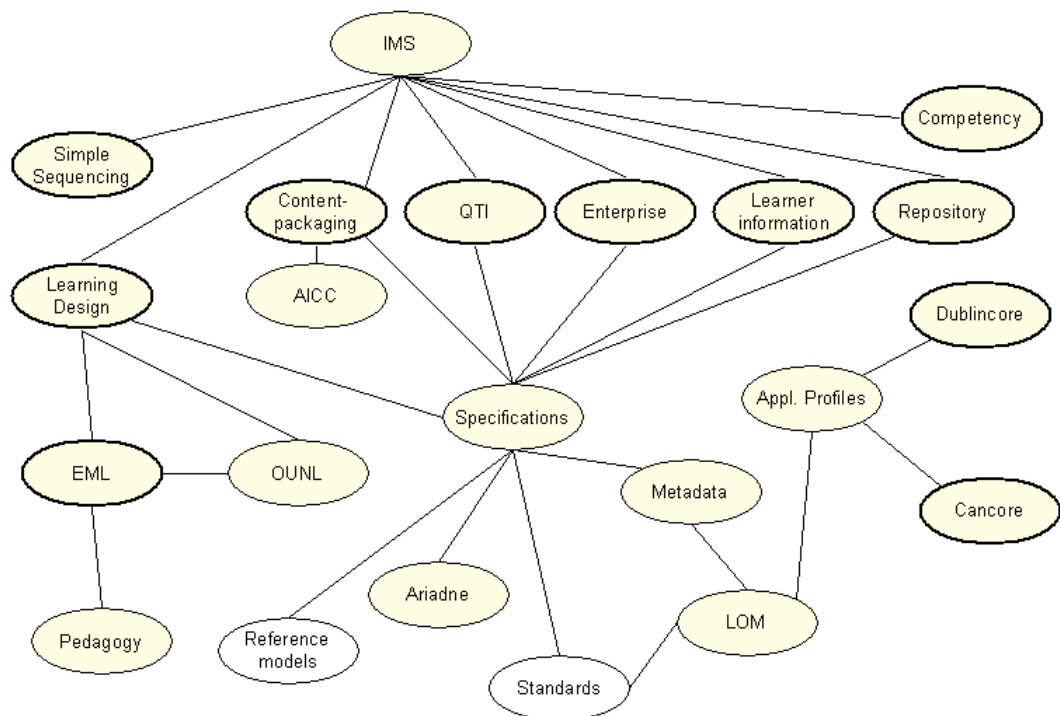 IMS
Competency
Simple
Sequencing
Content-
packaging
QTI
Enterprise
Learner
information
Repository
Learning
Design
AICC
Dublincore
Appl. Profiles
Specifications
EML
OUNL
Metadata
Cancore
Ariadne
LOM
Pedagogy
Reference
models
Standards